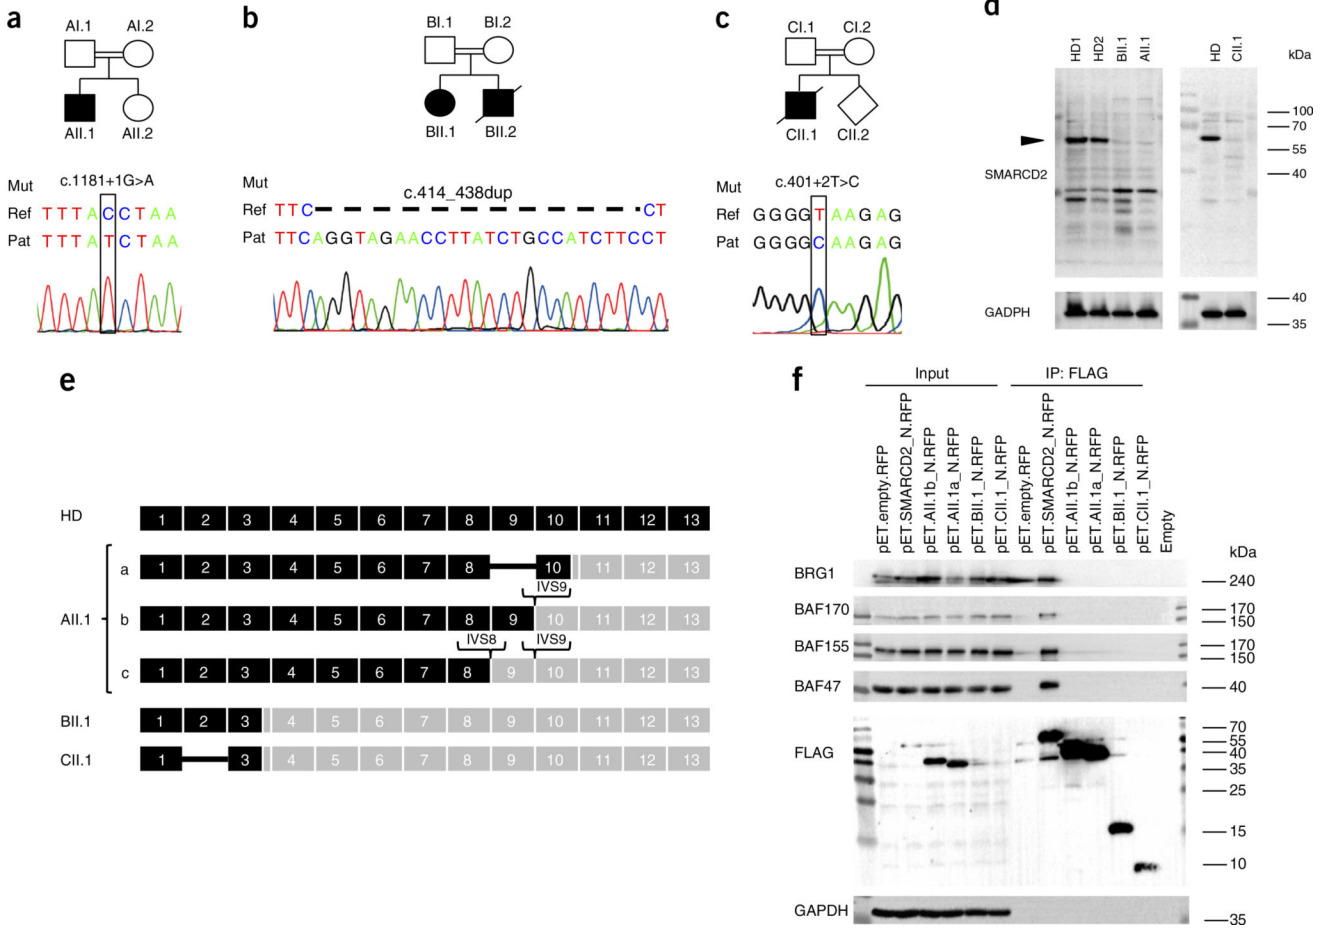 a
AI.1 AI.2
AII.1 AII.2
c.1181+1G>A
Mut
Ref T T T A C C T A A
Pat T T T A T C T A A
b
BI.1 BI.2
BII.1 BII.2
Mut
c.414_438dup
Ref TTC CT
Pat TTCAGGTAGAACCTTATCTGCCATCTTCCT
c
CI.1 CI.2
CII.1 CII.2
Mut
c.401+2T>C
Ref G G G G T A A G A G
Pat G G G G C A A G A G
d
HD1 HD2 BII.1 AII.1 HD CII.1
kDa
100
70
55
40
SMARCD2
GADPH
40
35
e
HD 1 2 3 4 5 6 7 8 9 10 11 12 13
AII.1
a 1 2 3 4 5 6 7 8 10 11 12 13
IVS9
b 1 2 3 4 5 6 7 8 9 10 11 12 13
IVS8 IVS9
c 1 2 3 4 5 6 7 8 9 10 11 12 13
BII.1 1 2 3 4 5 6 7 8 9 10 11 12 13
CII.1 1 3 4 5 6 7 8 9 10 11 12 13
f
Input IP: FLAG
pET.empty.RFP
pET.SMARCD2_N.RFP
pET.AII.1b_N.RFP
pET.AII.1a_N.RFP
pET.BII.1_N.RFP
pET.CII.1_N.RFP
pET.empty.RFP
pET.SMARCD2_N.RFP
pET.AII.1b_N.RFP
pET.AII.1a_N.RFP
pET.BII.1_N.RFP
pET.CII.1_N.RFP
Empty
kDa
BRG1 240
BAF170 170
150
BAF155 170
150
BAF47 40
FLAG
70
55
40
35
25
15
10
GAPDH 35